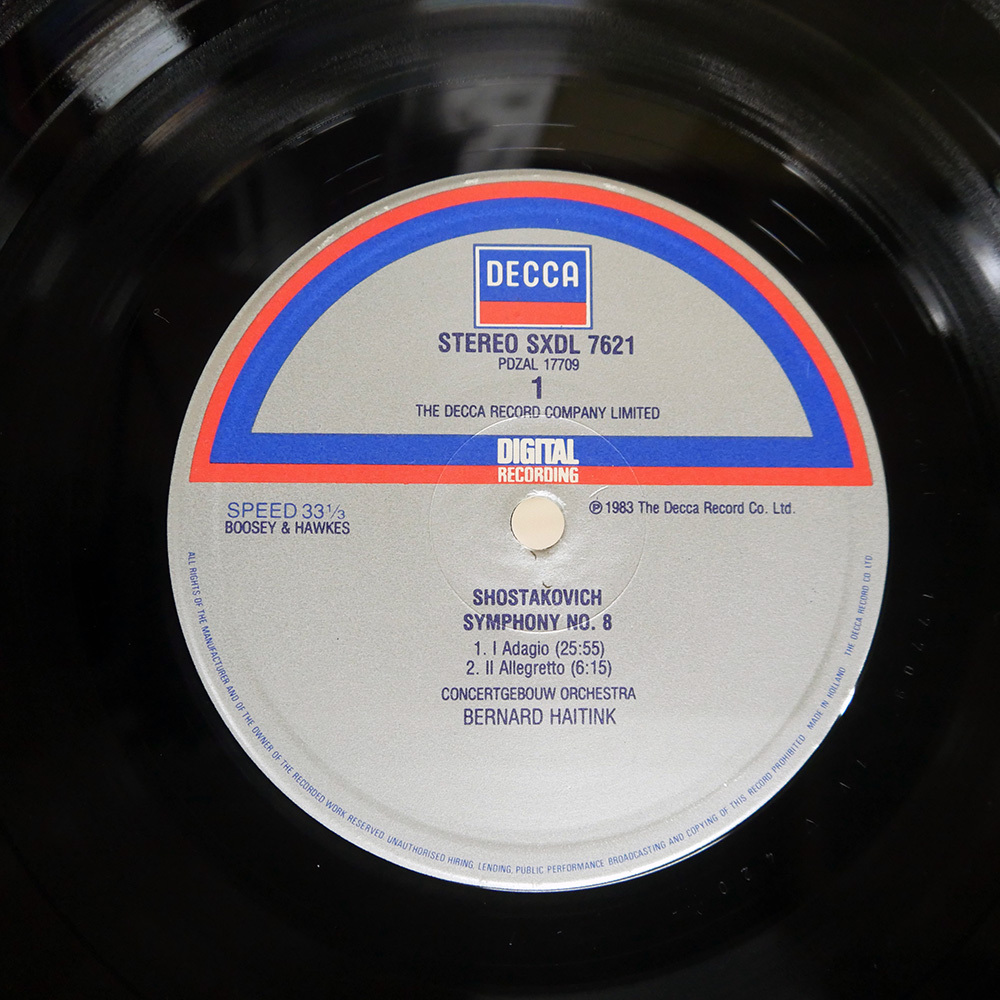 DECCA
STEREO SXDL 7621
PDZAL 17709
1
THE DECCA RECORD COMPANY LIMITED
DIGITAL
RECORDING
SPEED 33⅓
BOOSEY & HAWKES
℗ 1983 The Decca Record Co. Ltd.
SHOSTAKOVICH
SYMPHONY NO. 8
1. I Adagio (25:55)
2. II Allegretto (6:15)
CONCERTGEBOUW ORCHESTRA
BERNARD HAITINK
ALL RIGHTS OF THE MANUFACTURER AND OF THE OWNER OF THE RECORDED WORK RESERVED UNAUTHORISED HIRING, LENDING, PUBLIC PERFORMANCE BROADCASTING AND COPYING OF THIS RECORD PROHIBITED MADE IN HOLLAND THE DECCA RECORD CO LTD